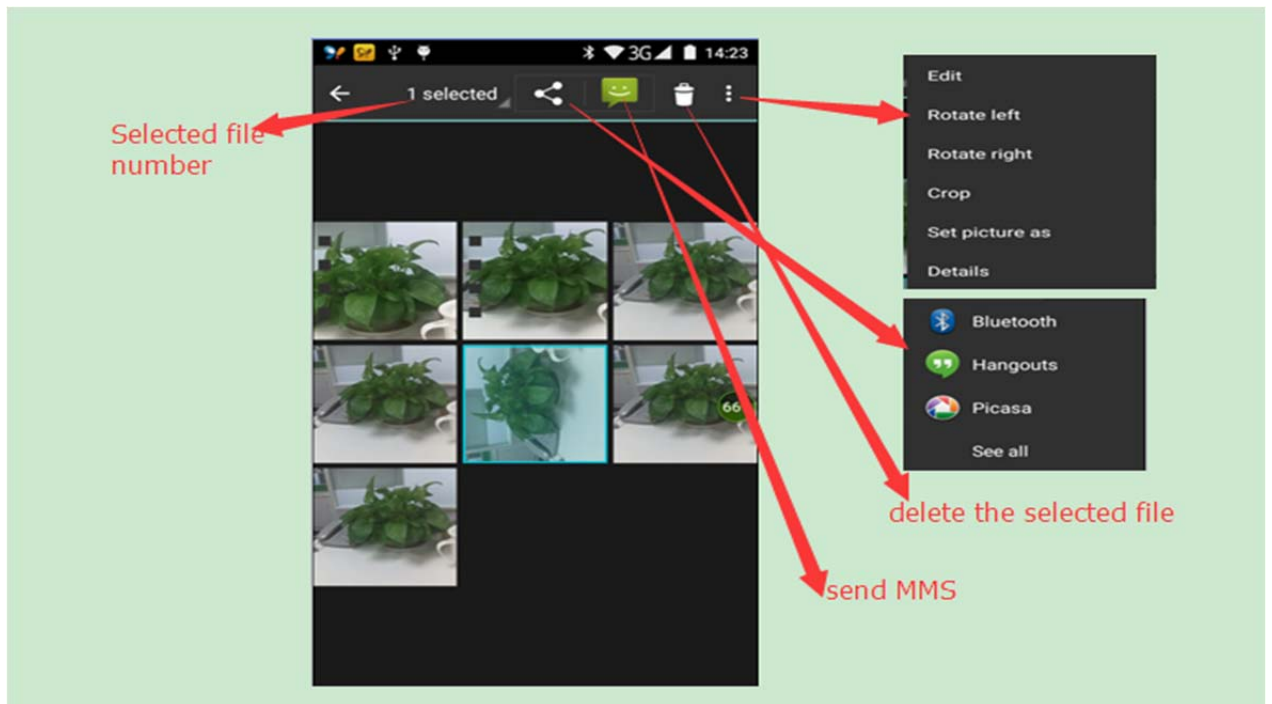 3G 14:23
1 selected
Selected file
number
66
Edit
Rotate left
Rotate right
Crop
Set picture as
Details
Bluetooth
Hangouts
Picasa
See all
delete the selected file
send MMS